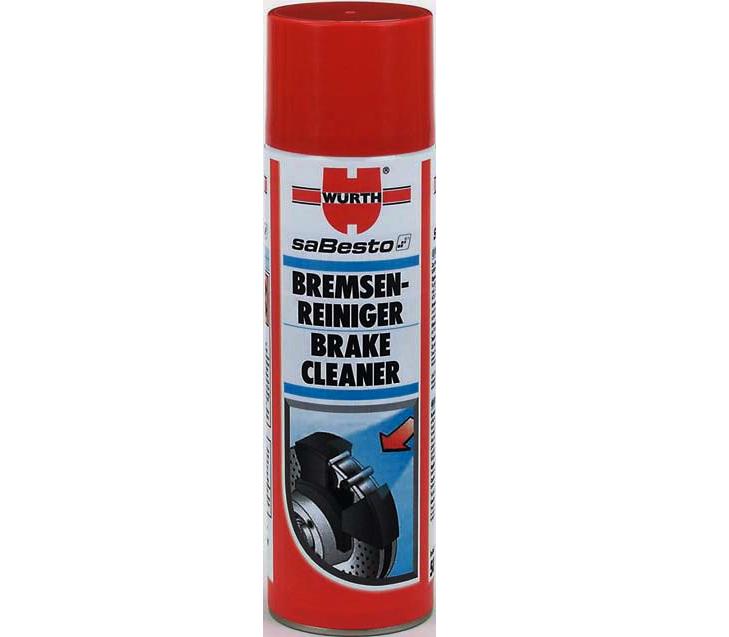 WÜRTH®
saBesto
BREMSEN-
REINIGER
BRAKE
CLEANER